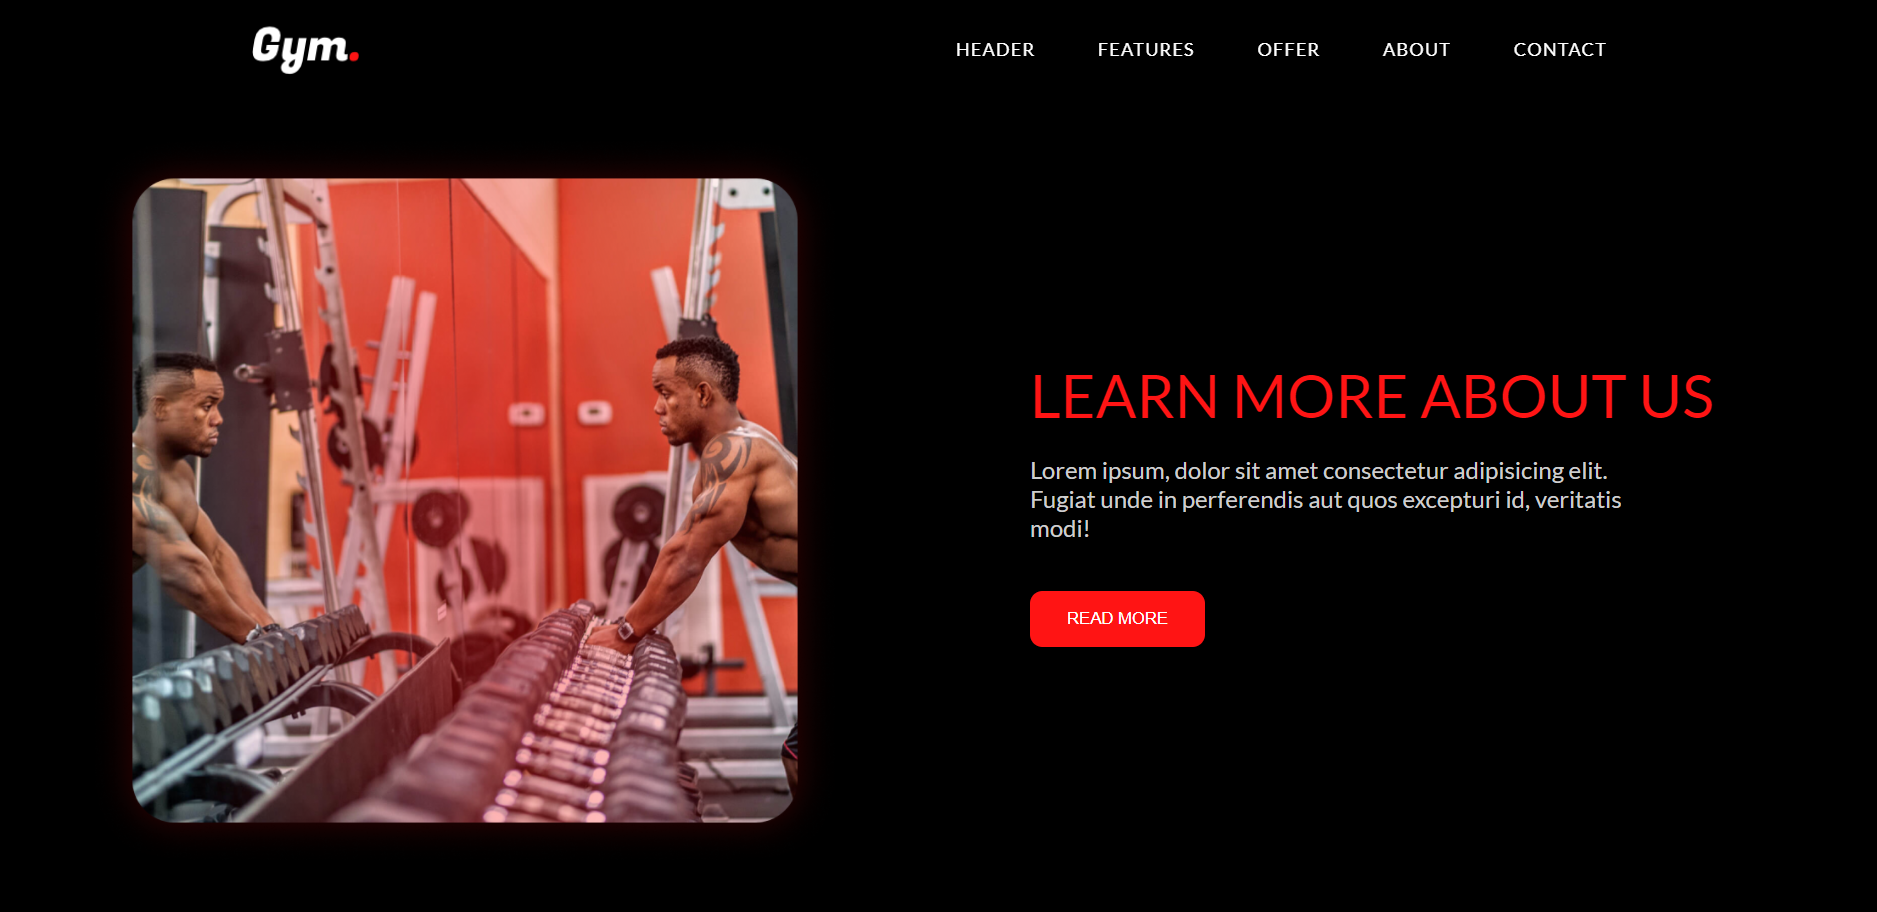 Gym.
HEADER FEATURES OFFER ABOUT CONTACT
LEARN MORE ABOUT US
Lorem ipsum, dolor sit amet consectetur adipisicing elit.
Fugiat unde in perferendis aut quos excepturi id, veritatis
modi!
READ MORE